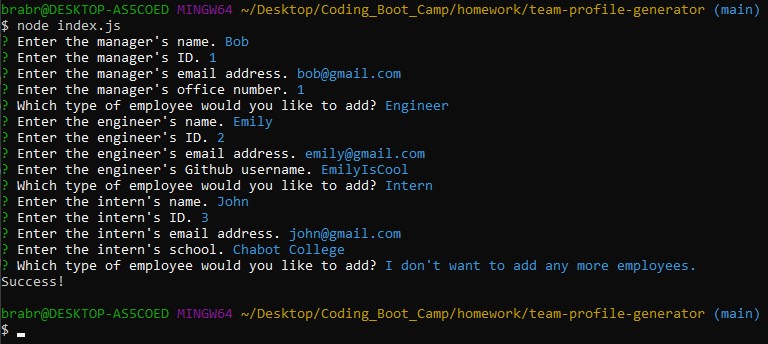 brabr@DESKTOP-AS5COED MINGW64 ~/Desktop/Coding_Boot_Camp/homework/team-profile-generator (main)
$ node index.js
? Enter the manager's name. Bob
? Enter the manager's ID. 1
? Enter the manager's email address. bob@gmail.com
? Enter the manager's office number. 1
? Which type of employee would you like to add? Engineer
? Enter the engineer's name. Emily
? Enter the engineer's ID. 2
? Enter the engineer's email address. emily@gmail.com
? Enter the engineer's Github username. EmilyIsCool
? Which type of employee would you like to add? Intern
? Enter the intern's name. John
? Enter the intern's ID. 3
? Enter the intern's email address. john@gmail.com
? Enter the intern's school. Chabot College
? Which type of employee would you like to add? I don't want to add any more employees.
Success!
brabr@DESKTOP-AS5COED MINGW64 ~/Desktop/Coding_Boot_Camp/homework/team-profile-generator (main)
$